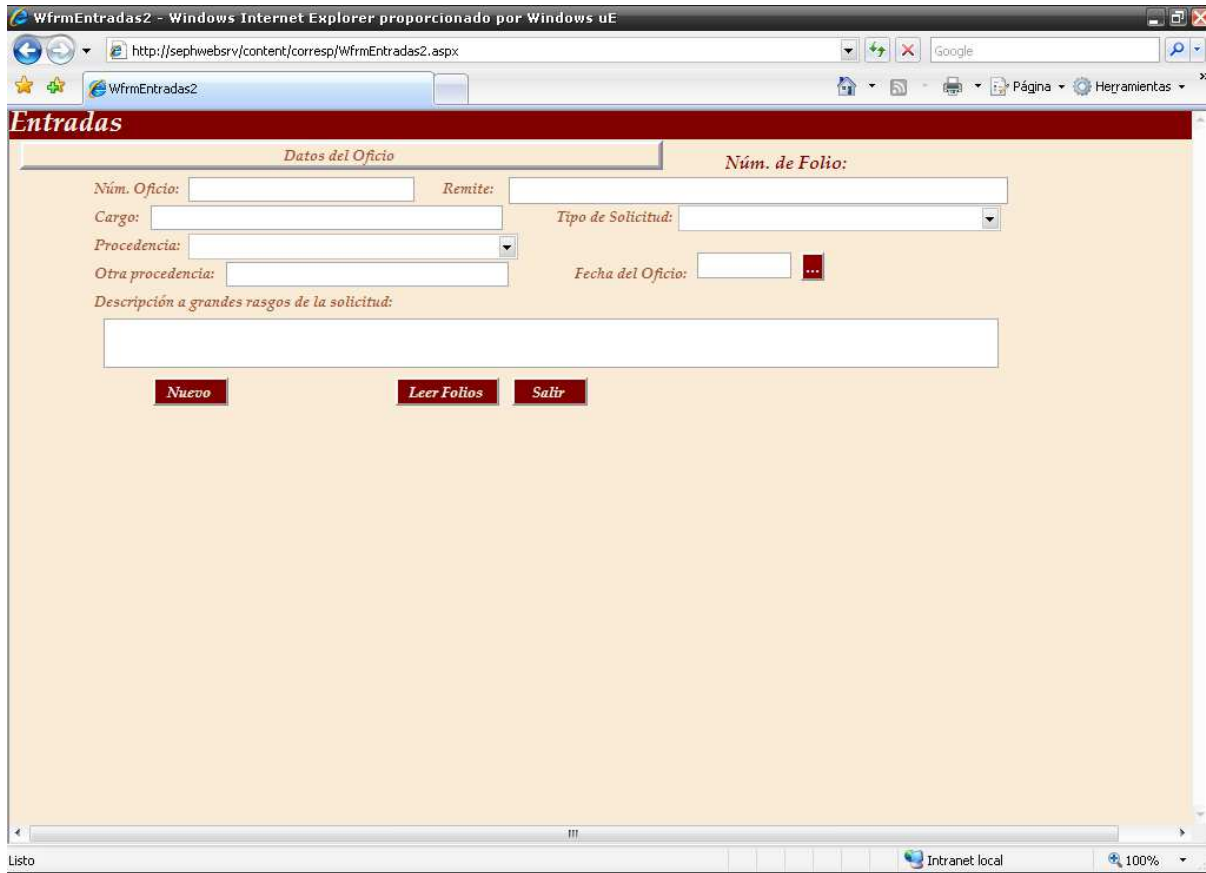 WfrmEntradas2 - Windows Internet Explorer proporcionado por Windows uE
http://sephwebsrv/content/corresp/WfrmEntradas2.aspx
Google
WfrmEntradas2
Página
Herramientas
Entradas
Datos del Oficio
Núm. de Folio:
Núm. Oficio:
Remite:
Cargo:
Tipo de Solicitud:
Procedencia:
Otra procedencia:
Fecha del Oficio:
...
Descripción a grandes rasgos de la solicitud:
Nuevo
Leer Folios
Salir
Listo
Intranet local
100%